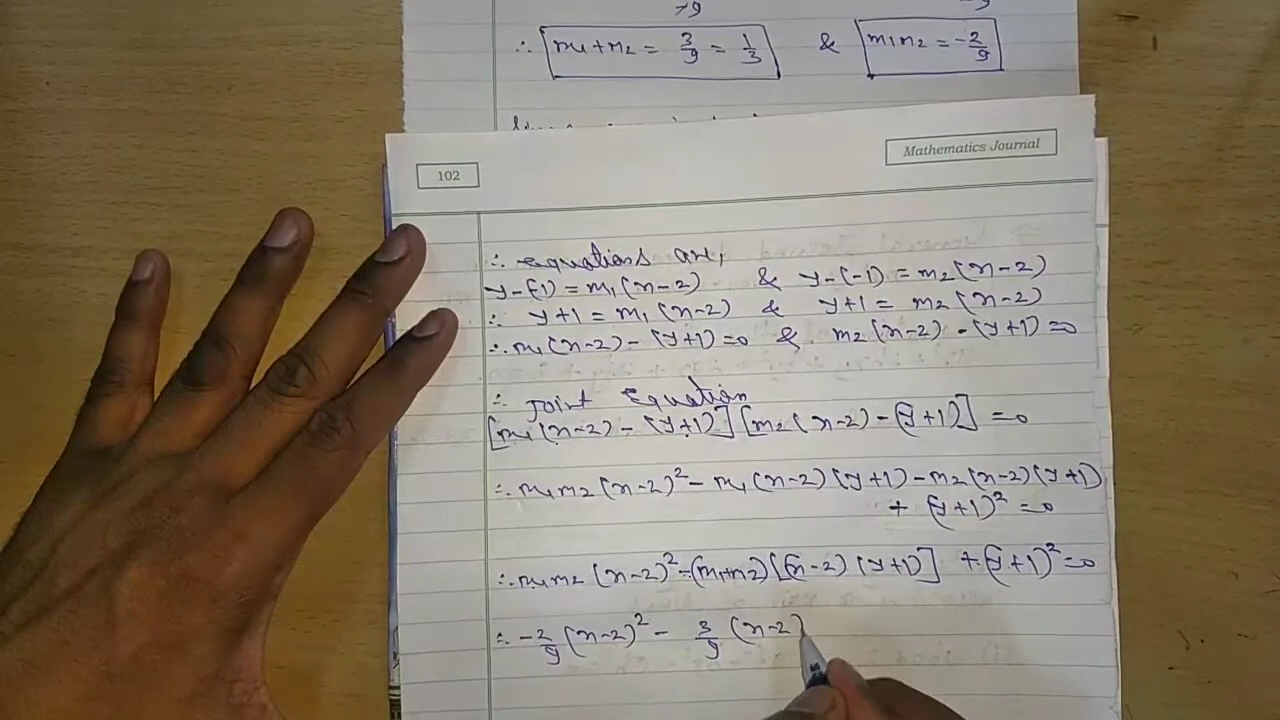 ∴ m1+m2 = 3/9 = 1/3 & m1m2 = -2/9
Mathematics Journal
102
∴ equations are,
y-(-1) = m1(x-2) & y-(-1) = m2(x-2)
∴ y+1 = m1(x-2) & y+1 = m2(x-2)
∴ m1(x-2) - (y+1) = 0 & m2(x-2) - (y+1) = 0
∴ joint Equation
[m1(x-2) - (y+1)][m2(x-2) - (y+1)] = 0
∴ m1m2(x-2)² - m1(x-2)(y+1) - m2(x-2)(y+1)
+ (y+1)² = 0
∴ m1m2(x-2)² - (m1+m2)[(x-2)(y+1)] + (y+1)² = 0
∴ -2/9(x-2)² - 3/9(x-2)